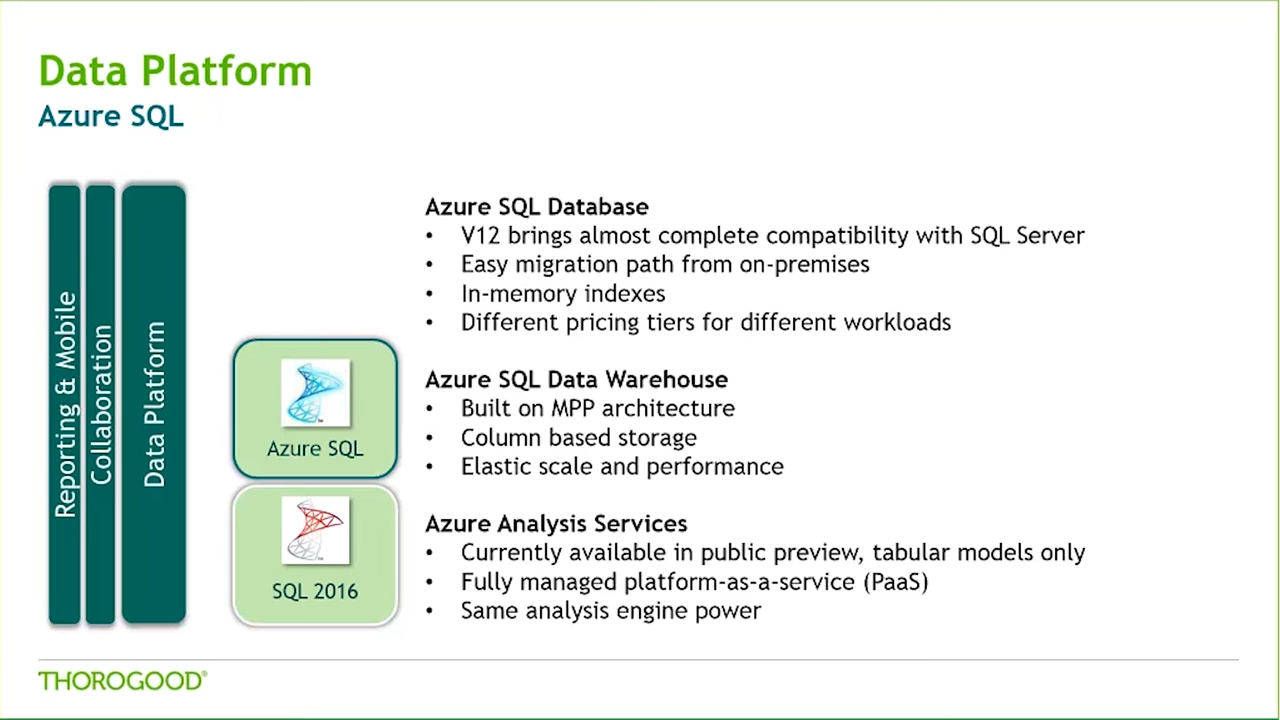 Data Platform
Azure SQL
Reporting & Mobile
Collaboration
Data Platform
Azure SQL
SQL 2016
Azure SQL Database
• V12 brings almost complete compatibility with SQL Server
• Easy migration path from on-premises
• In-memory indexes
• Different pricing tiers for different workloads
Azure SQL Data Warehouse
• Built on MPP architecture
• Column based storage
• Elastic scale and performance
Azure Analysis Services
• Currently available in public preview, tabular models only
• Fully managed platform-as-a-service (PaaS)
• Same analysis engine power
THOROGOOD®